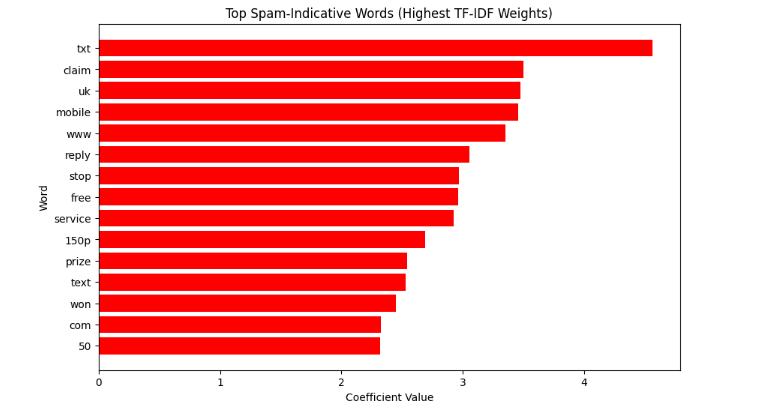 Top Spam-Indicative Words (Highest TF-IDF Weights)
Word
txt
claim
uk
mobile
www
reply
stop
free
service
150p
prize
text
won
com
50
0 1 2 3 4
Coefficient Value